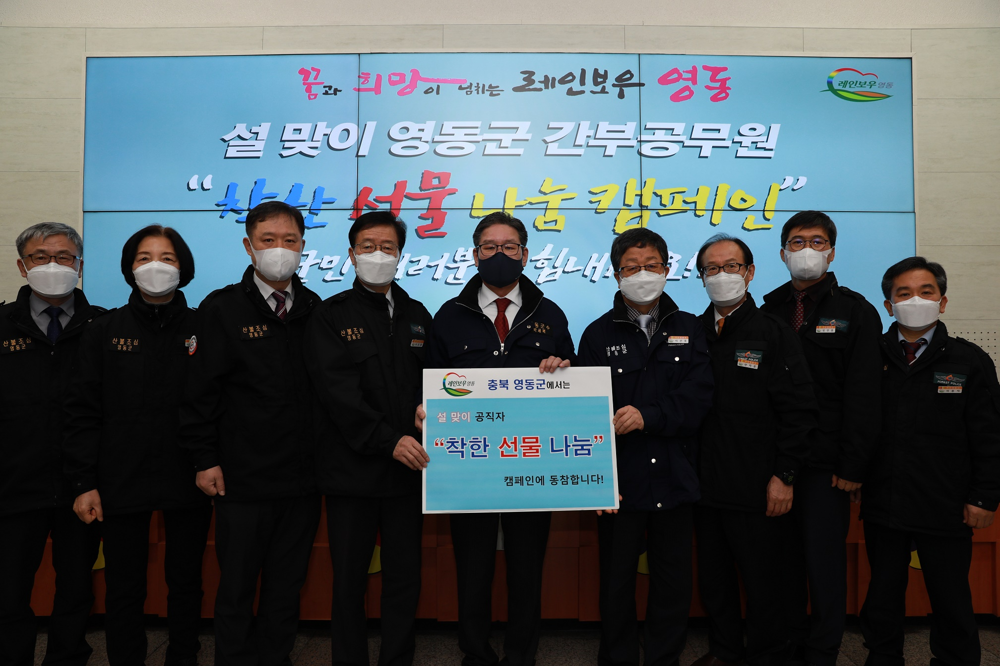 꿈과 희망이 넘치는 레인보우 영동
레인보우 영동
설 맞이 영동군 간부공무원
“착한 선물 나눔 캠페인”
군민 여러분 힘내세요!
산불조심
영동군
산불조심
영동군
산불조심
영동군
산불조심
영동군
동군수
박세복
산불조심
영동군
이선호
FOREST POLICE
FOREST POLICE
FOREST POLICE
레인보우 영동
충북 영동군에서는
설 맞이 공직자
“착한 선물 나눔”
캠페인에 동참합니다!